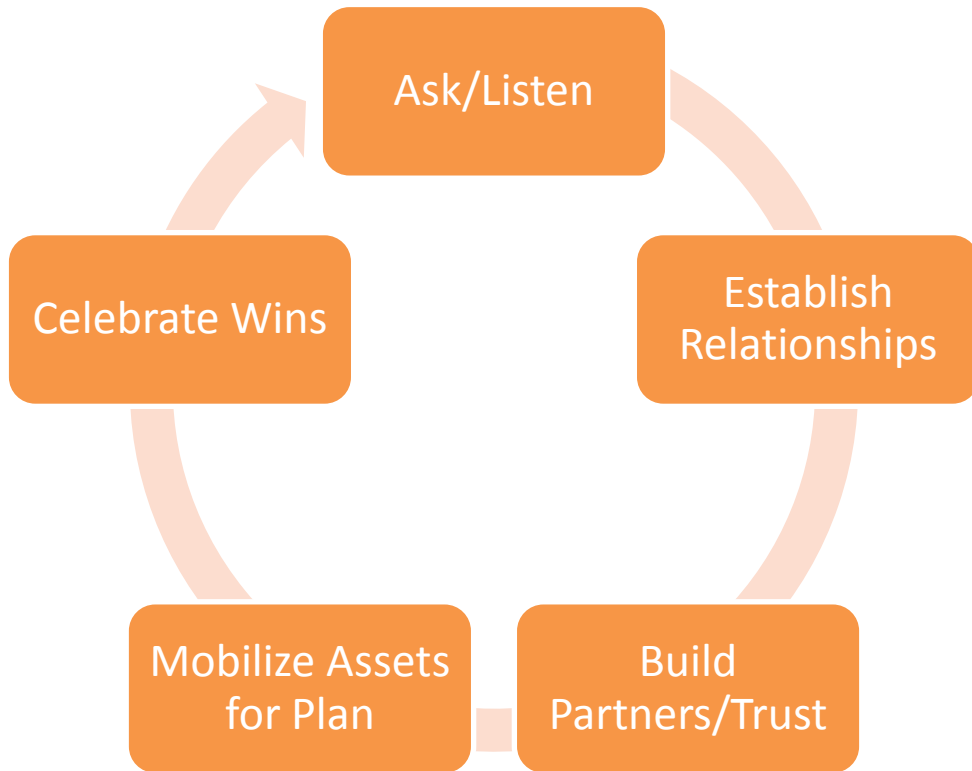 Ask/Listen
Establish
Relationships
Build
Partners/Trust
Mobilize Assets
for Plan
Celebrate Wins